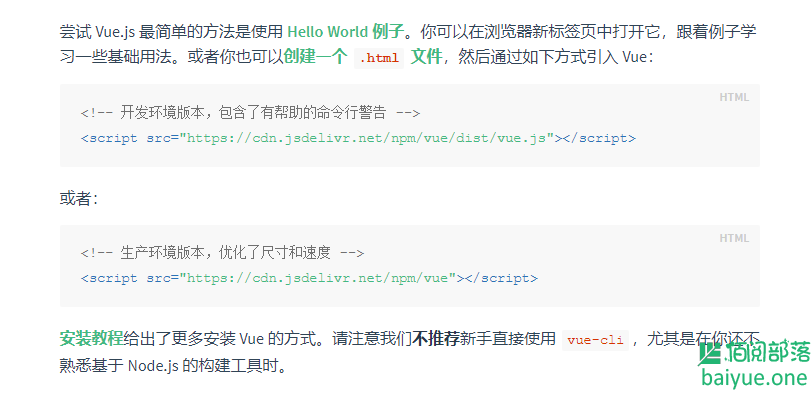 尝试 Vue.js 最简单的方法是使用 Hello World 例子。你可以在浏览器新标签页中打开它，跟着例子学
习一些基础用法。或者你也可以创建一个 .html 文件，然后通过如下方式引入 Vue：
HTML
<!-- 开发环境版本，包含了有帮助的命令行警告 -->
<script src="https://cdn.jsdelivr.net/npm/vue/dist/vue.js"></script>
或者：
HTML
<!-- 生产环境版本，优化了尺寸和速度 -->
<script src="https://cdn.jsdelivr.net/npm/vue"></script>
安装教程给出了更多安装 Vue 的方式。请注意我们不推荐新手直接使用 vue-cli，尤其是在你还不
熟悉基于 Node.js 的构建工具时。
佰阅部落
baiyue.one